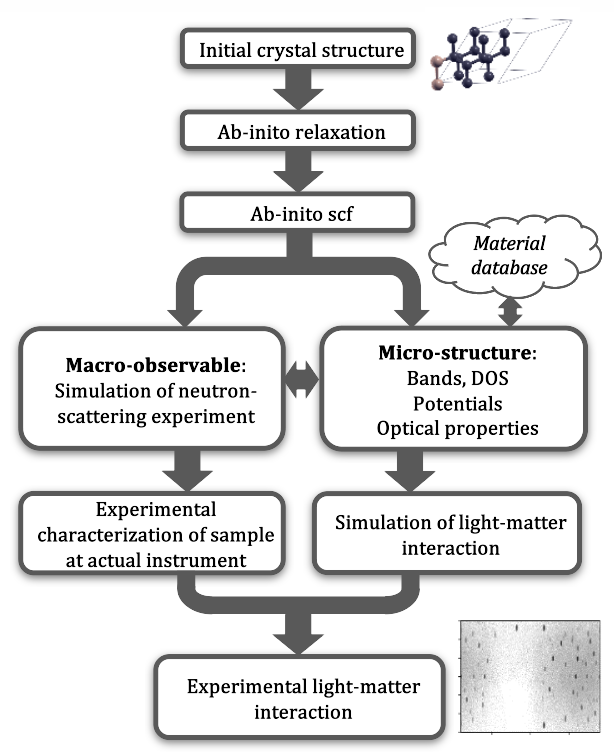 Initial crystal structure
Ab-inito relaxation
Ab-inito scf
Material
database
Macro-observable:
Simulation of neutron-
scattering experiment
Micro-structure:
Bands, DOS
Potentials
Optical properties
Experimental
characterization of sample
at actual instrument
Simulation of light-matter
interaction
Experimental light-matter
interaction